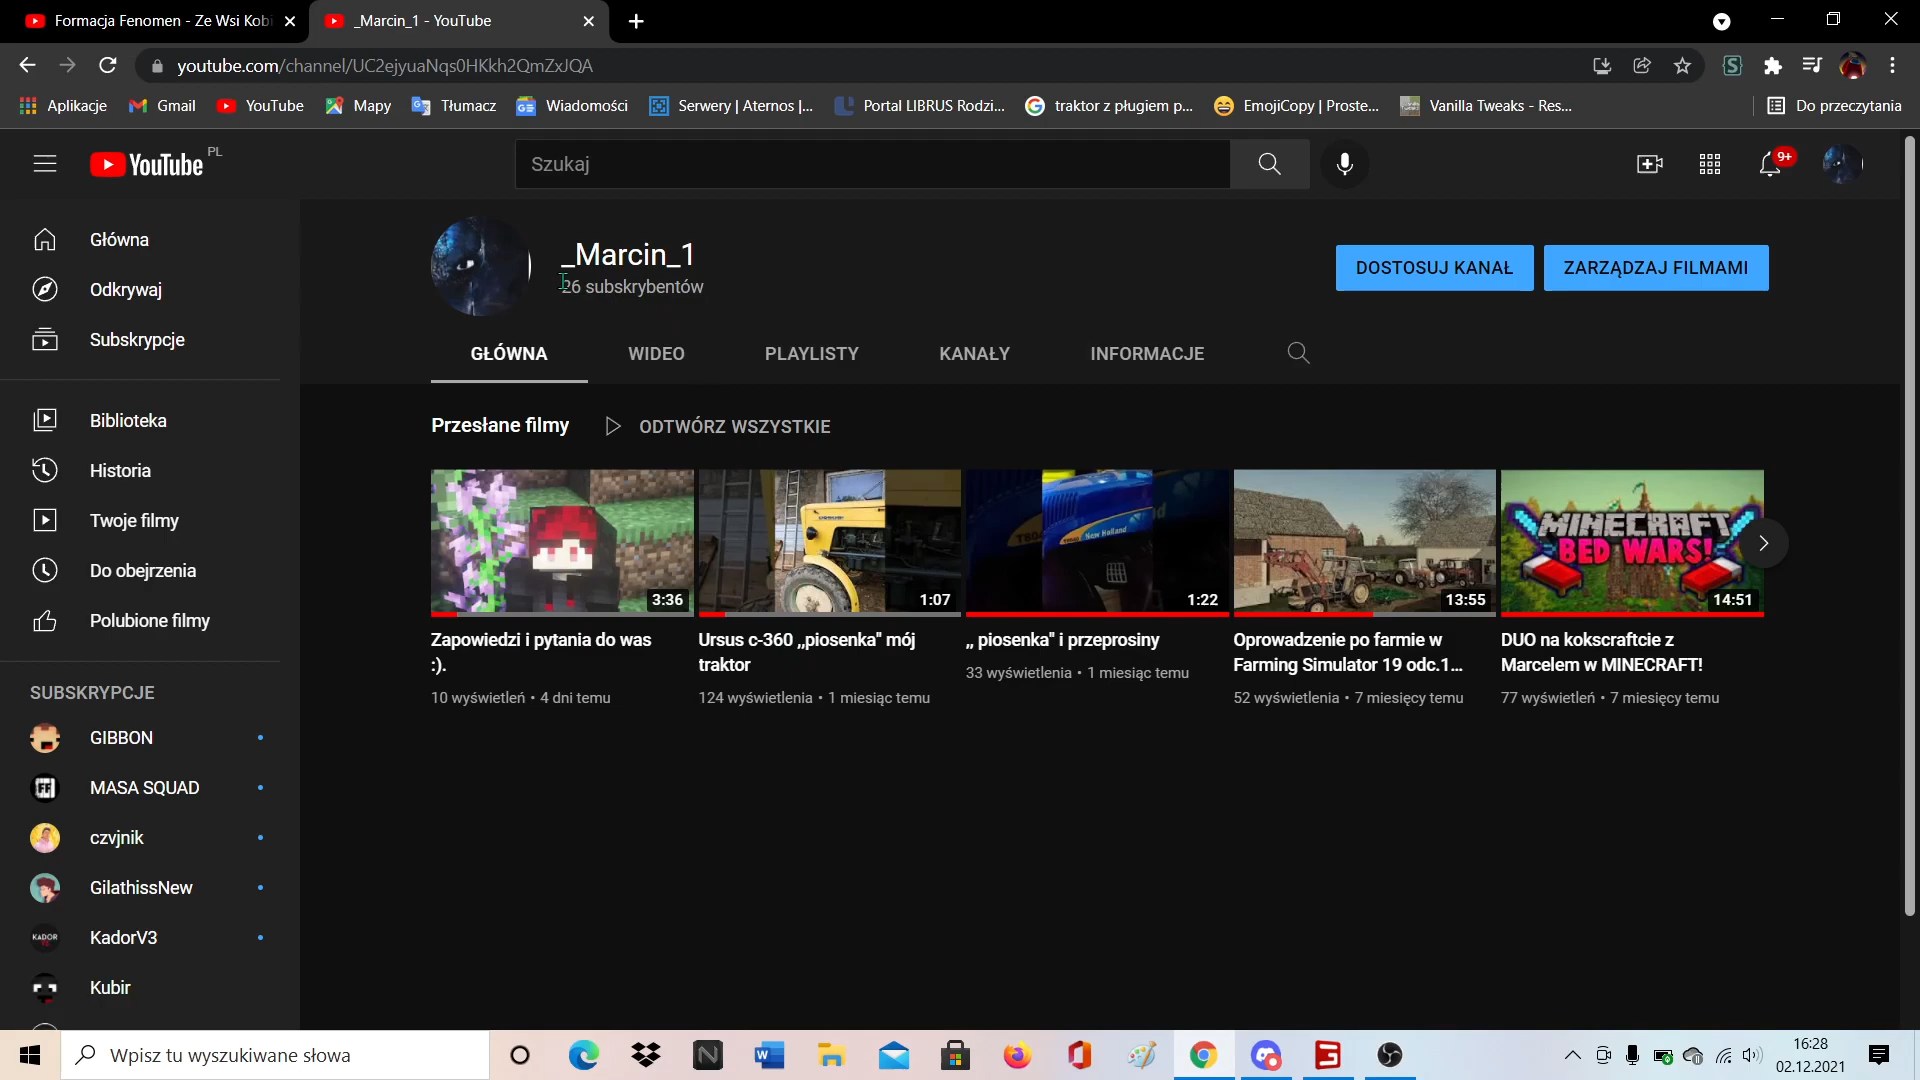 Formacja Fenomen - Ze Wsi Kobi
_Marcin_1 - YouTube
youtube.com/channel/UC2ejyuaNqs0HKkh2QmZxJQA
Aplikacje
Gmail
YouTube
Mapy
Tłumacz
Wiadomości
Serwery | Aternos |...
Portal LIBRUS Rodzi...
traktor z pługiem p...
EmojiCopy | Proste...
Vanilla Tweaks - Res...
Do przeczytania
YouTube PL
Szukaj
9+
Główna
Odkrywaj
Subskrypcje
Biblioteka
Historia
Twoje filmy
Do obejrzenia
Polubione filmy
SUBSKRYPCJE
GIBBON
MASA SQUAD
czvjnik
GilathissNew
KADOR
KadorV3
Kubir
_Marcin_1
26 subskrybentów
DOSTOSUJ KANAŁ
ZARZĄDZAJ FILMAMI
GŁÓWNA
WIDEO
PLAYLISTY
KANAŁY
INFORMACJE
Przesłane filmy
ODTWÓRZ WSZYSTKIE
3:36
Zapowiedzi i pytania do was
:).
10 wyświetleń • 4 dni temu
1:07
Ursus c-360 ,,piosenka" mój
traktor
124 wyświetlenia • 1 miesiąc temu
New Holland
1:22
,, piosenka" i przeprosiny
33 wyświetlenia • 1 miesiąc temu
13:55
Oprowadzenie po farmie w
Farming Simulator 19 odc.1...
52 wyświetlenia • 7 miesięcy temu
MINECRAFT
BED WARS!
14:51
DUO na kokscraftcie z
Marcelem w MINECRAFT!
77 wyświetleń • 7 miesięcy temu
Wpisz tu wyszukiwane słowa
16:28
02.12.2021